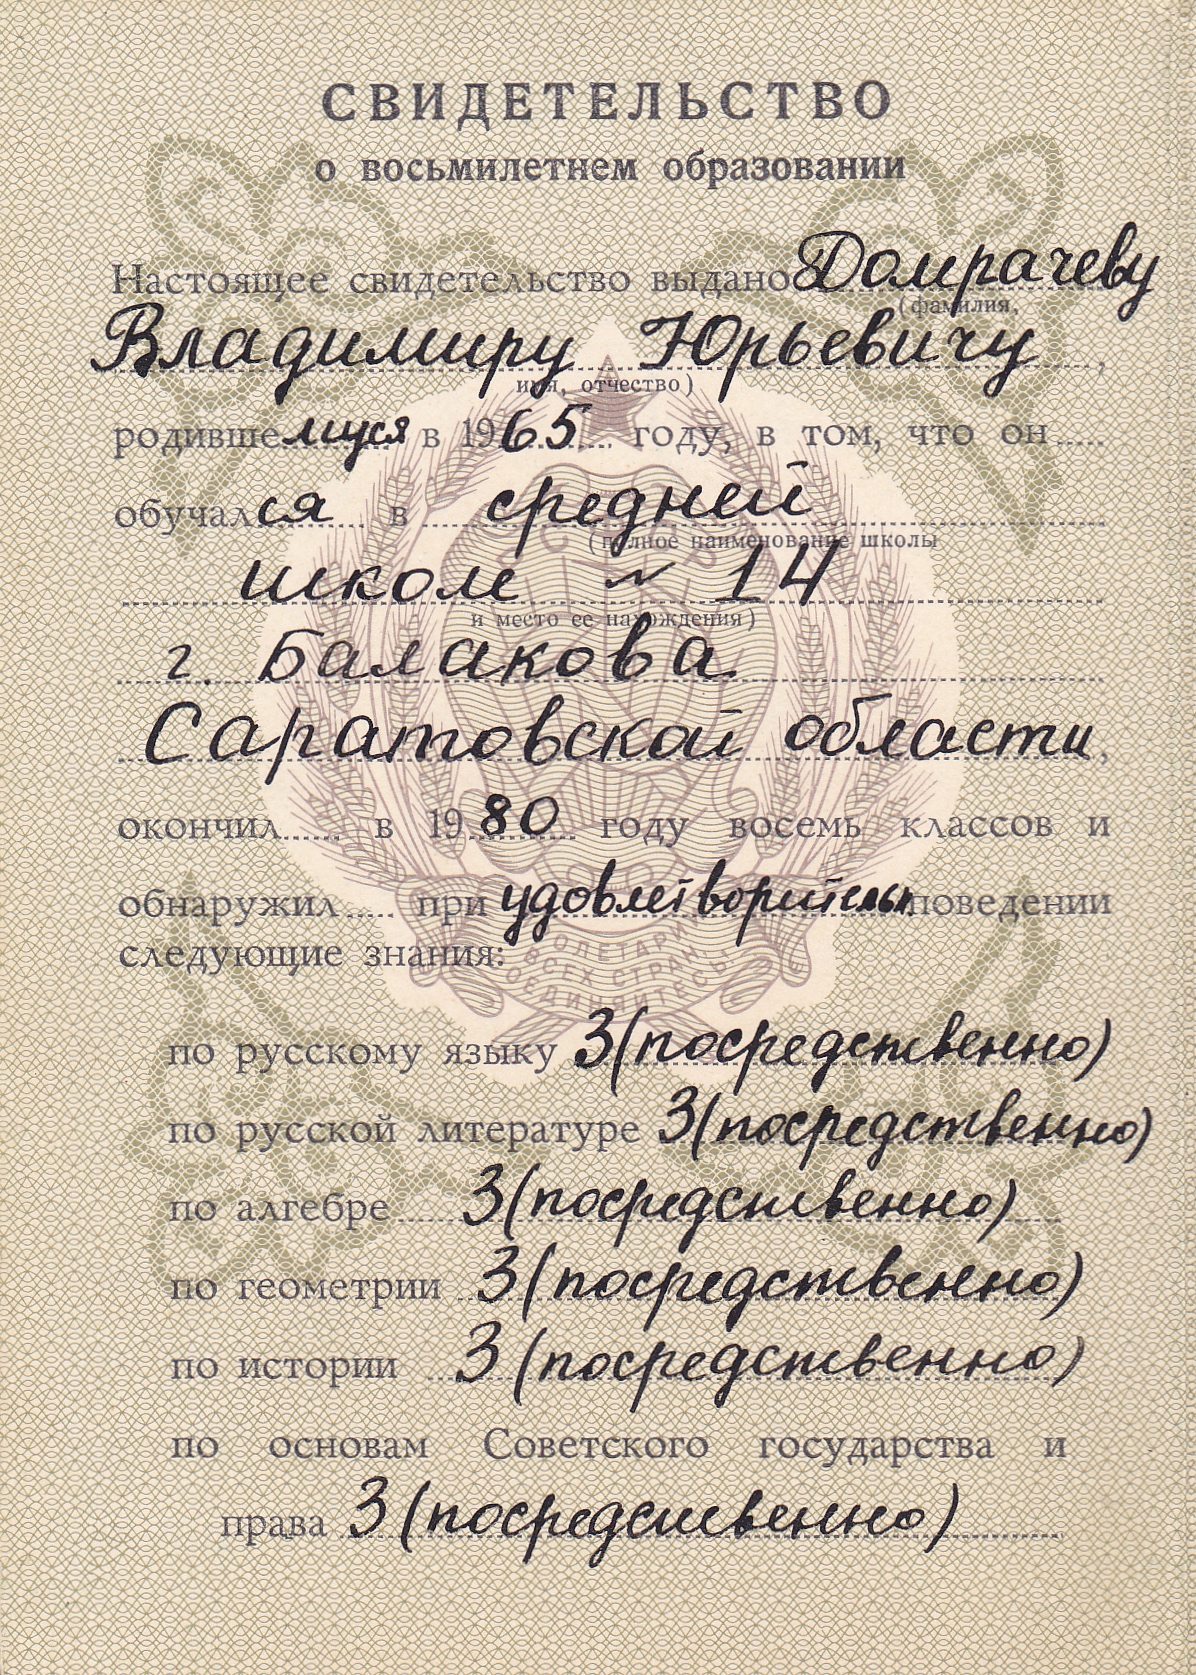 СВИДЕТЕЛЬСТВО
о восьмилетнем образовании
Настоящее свидетельство выдано Домрачеву
(фамилия,
Владимиру Юрьевичу,
имя, отчество)
родившемуся в 1965 году, в том, что он
обучался в средней
(полное наименование школы
школе № 14
и место ее нахождения)
г. Балакова
Саратовской области,
окончил в 1980 году восемь классов и
обнаружил при удовлетворительн. поведении
следующие знания:
по русскому языку 3 (посредственно)
по русской литературе 3 (посредственно)
по алгебре 3 (посредственно)
по геометрии 3 (посредственно)
по истории 3 (посредственно)
по основам Советского государства и
права 3 (посредственно)